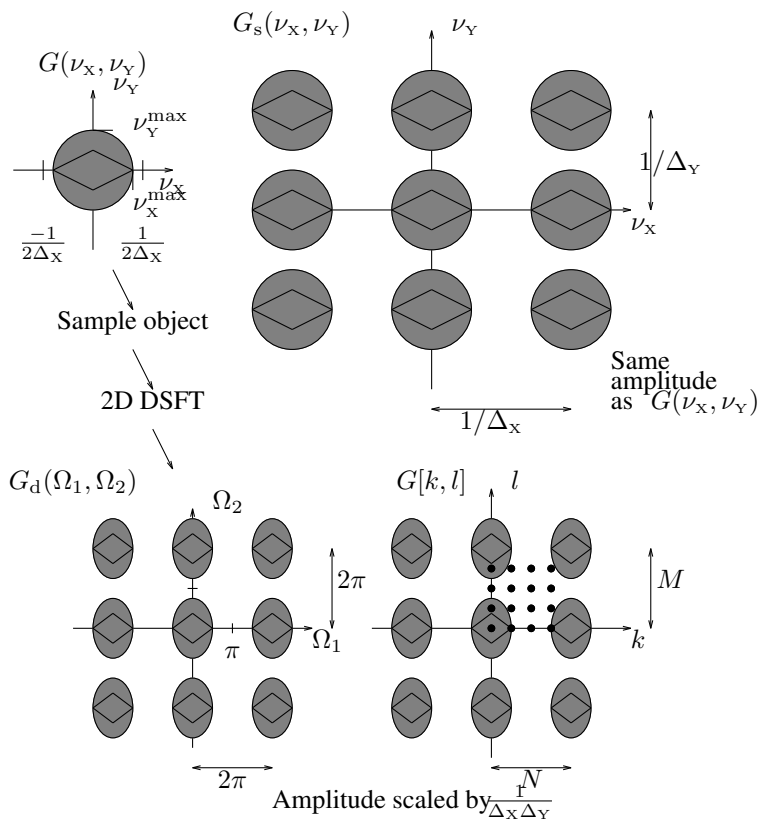 G(ν_X, ν_Y)
ν_Y
ν_Y^max
ν_X
ν_X^max
-1/2Δ_X
1/2Δ_X
G_s(ν_X, ν_Y)
ν_Y
1/Δ_Y
ν_X
1/Δ_X
Same
amplitude
as G(ν_X, ν_Y)
Sample object
2D DSFT
G_d(Ω_1, Ω_2)
Ω_2
2π
π
Ω_1
2π
G[k, l]
l
M
k
N
Amplitude scaled by 1/Δ_XΔ_Y